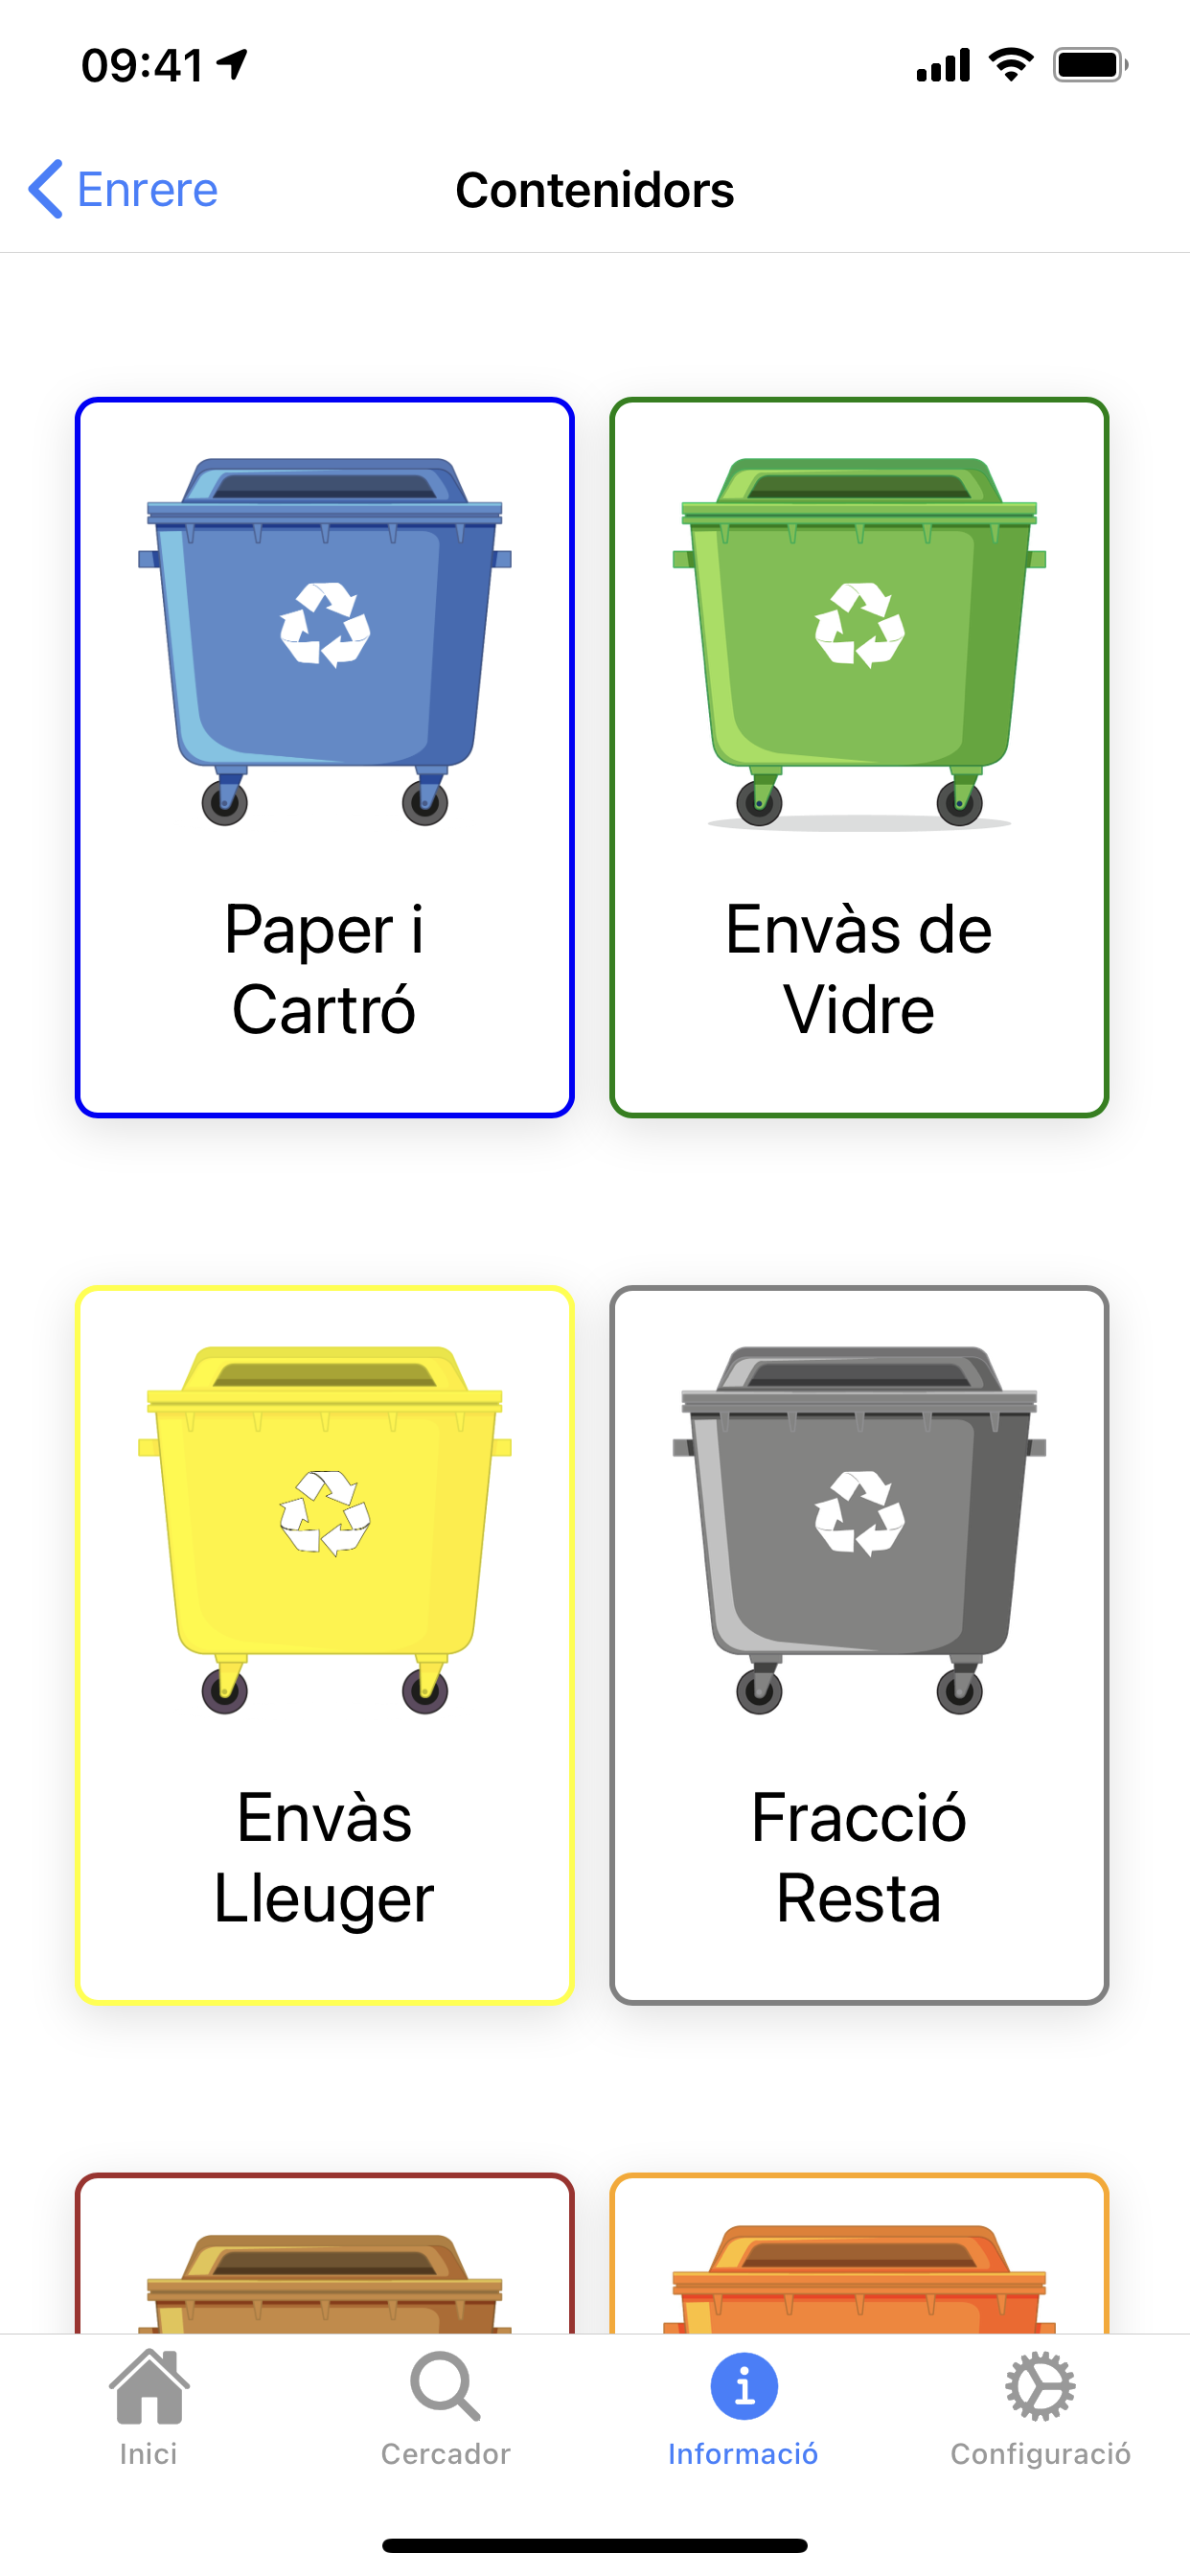 09:41
Enrere
Contenidors
Paper i
Cartró
Envàs de
Vidre
Envàs
Lleuger
Fracció
Resta
Inici
Cercador
Informació
Configuració